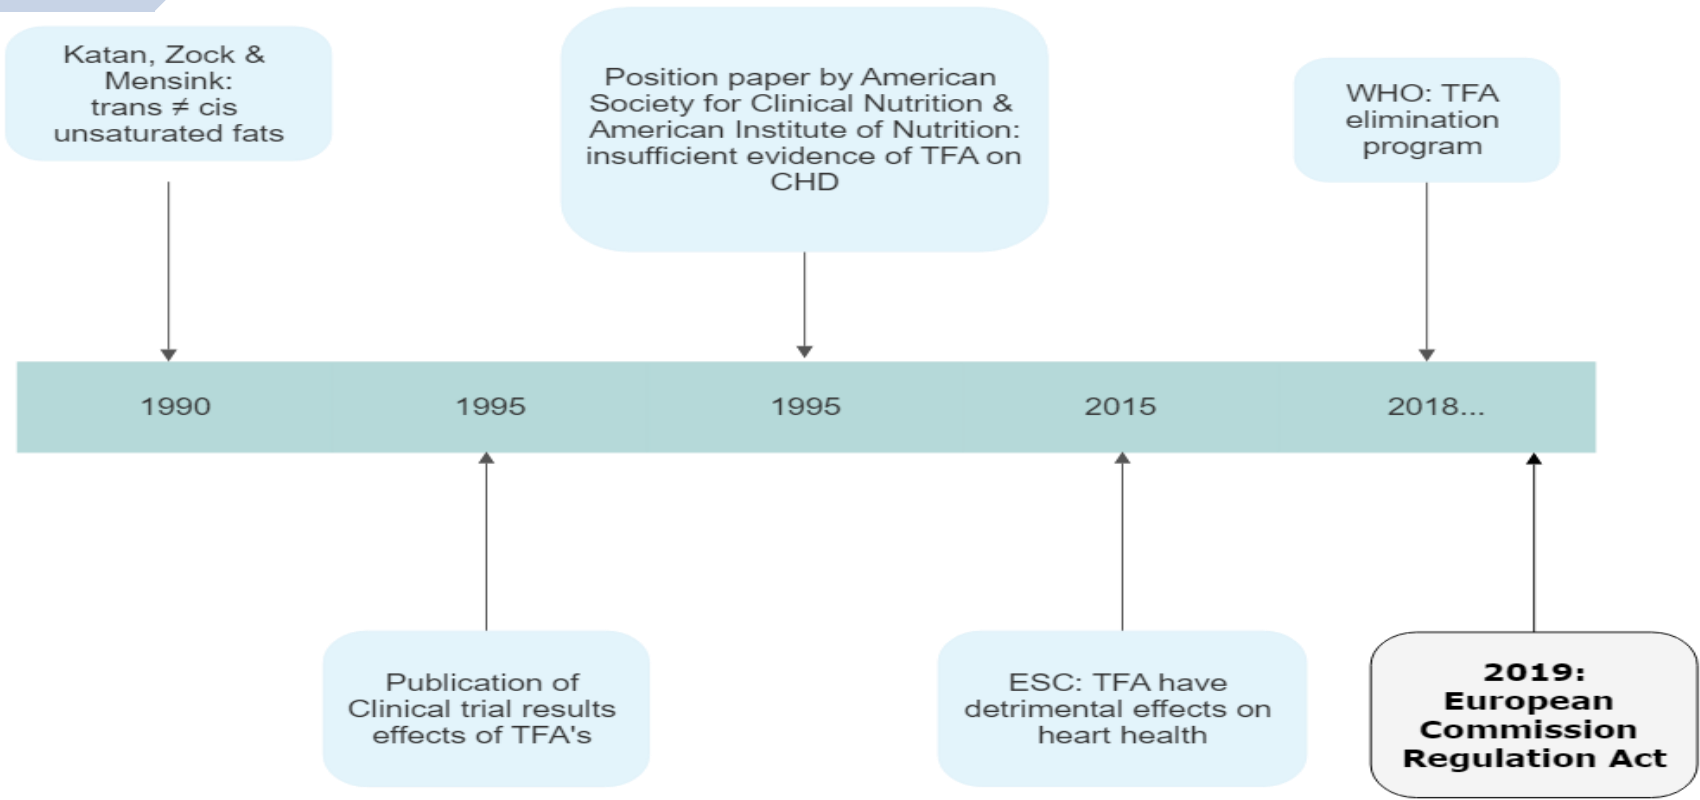 Katan, Zock &
Mensink:
trans ≠ cis
unsaturated fats
Position paper by American
Society for Clinical Nutrition &
American Institute of Nutrition:
insufficient evidence of TFA on
CHD
WHO: TFA
elimination
program
1990
1995
1995
2015
2018...
Publication of
Clinical trial results
effects of TFA's
ESC: TFA have
detrimental effects on
heart health
2019:
European
Commission
Regulation Act